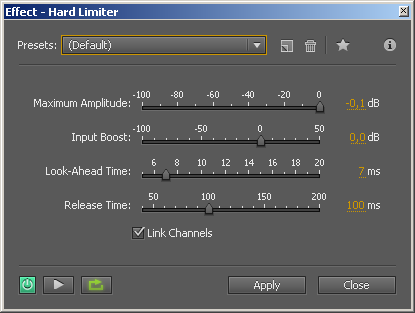 Effect - Hard Limiter
Presets: (Default)
-100 -80 -60 -40 -20 0
Maximum Amplitude: -0,1 dB
-100 -50 0 50
Input Boost: 0,0 dB
6 8 10 12 14 16 18 20
Look-Ahead Time: 7 ms
50 100 150 200
Release Time: 100 ms
Link Channels
Apply Close